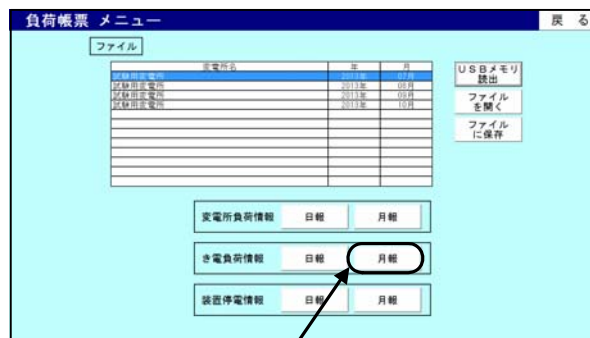 負荷帳票 メニュー
戻 る
ファイル
変電所名 年 月
試験用変電所 2013年 07月
試験用変電所 2013年 08月
試験用変電所 2013年 09月
試験用変電所 2013年 10月
USBメモリ
読出
ファイル
を開く
ファイル
に保存
変電所負荷情報 日報 月報
き電負荷情報 日報 月報
装置停電情報 日報 月報